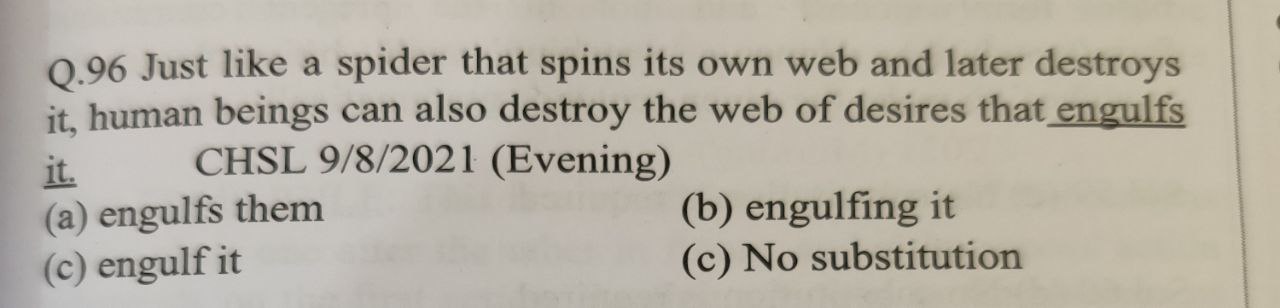 Q.96 Just like a spider that spins its own web and later destroys
it, human beings can also destroy the web of desires that engulfs
it. CHSL 9/8/2021 (Evening)
(a) engulfs them (b) engulfing it
(c) engulf it (c) No substitution